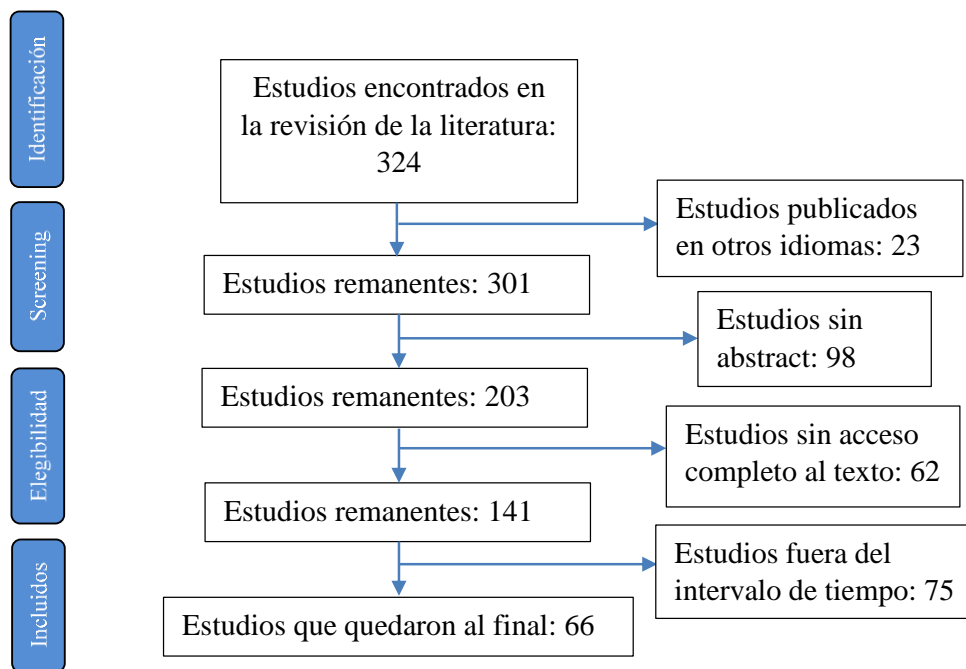 Identificación
Estudios encontrados en
la revisión de la literatura:
324
Estudios publicados
en otros idiomas: 23
Screening
Estudios remanentes: 301
Estudios sin
abstract: 98
Elegibilidad
Estudios remanentes: 203
Estudios sin acceso
completo al texto: 62
Estudios remanentes: 141
Incluidos
Estudios fuera del
intervalo de tiempo: 75
Estudios que quedaron al final: 66